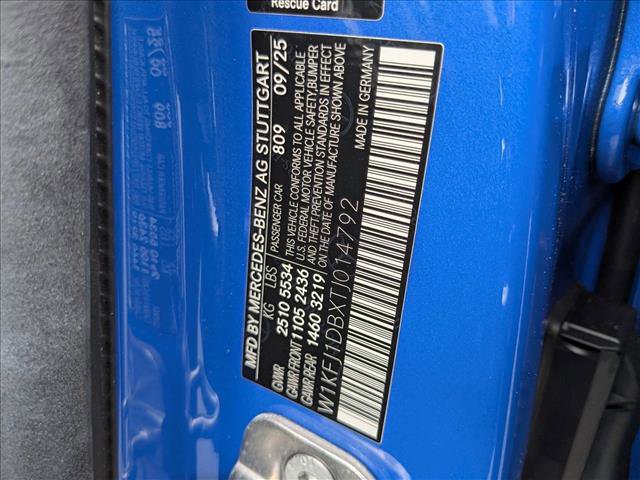 Rescue Card
MFD BY MERCEDES-BENZ AG STUTTGART
PASSENGER CAR 809 09/25
KG LBS
GVWR 2510 5534
GAWR FRONT 1105 2436
GAWR REAR 1460 3219
THIS VEHICLE CONFORMS TO ALL APPLICABLE
U.S. FEDERAL MOTOR VEHICLE SAFETY, BUMPER
AND THEFT PREVENTION STANDARDS IN EFFECT
ON THE DATE OF MANUFACTURE SHOWN ABOVE
W1KFJ1DBXTJ014792
MADE IN GERMANY